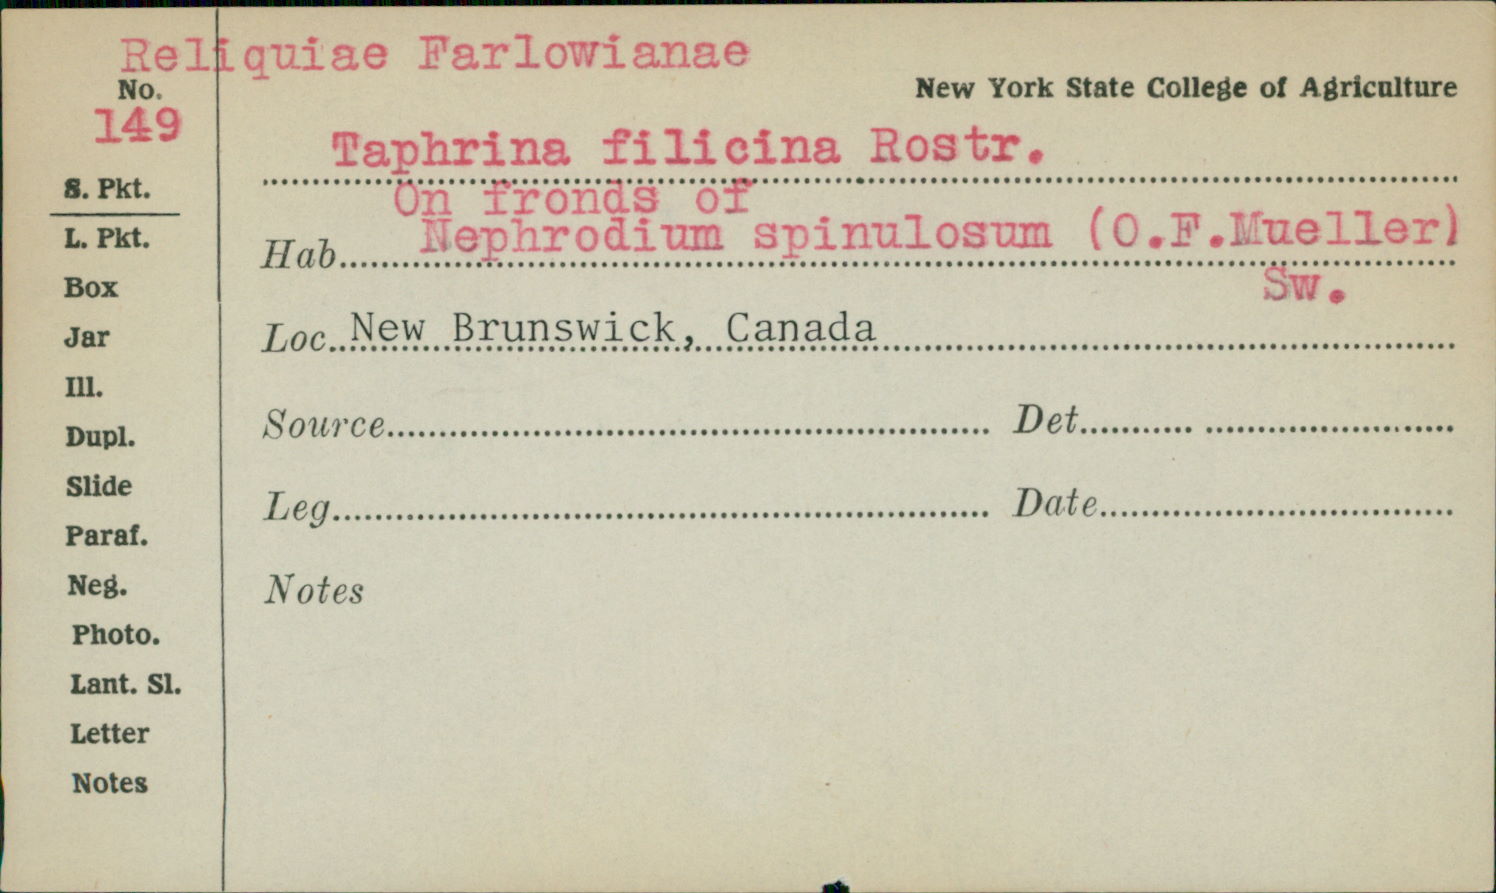 Reliquiae Farlowianae
No.
New York State College of Agriculture
149
Taphrina filicina Rostr.
S. Pkt.
On fronds of
L. Pkt.
Hab. Nephrodium spinulosum (O.F.Mueller)
Box
Sw.
Jar
Loc. New Brunswick, Canada
Ill.
Dupl.
Source Det.
Slide
Leg. Date
Paraf.
Neg.
Notes
Photo.
Lant. Sl.
Letter
Notes